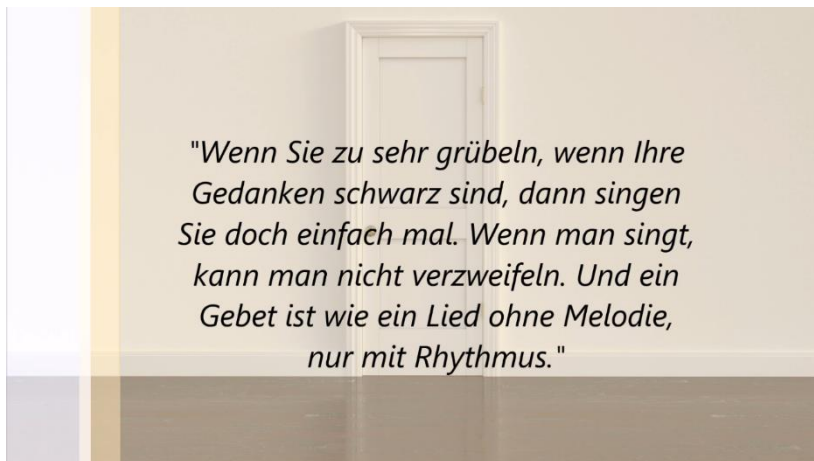 "Wenn Sie zu sehr grübeln, wenn Ihre
Gedanken schwarz sind, dann singen
Sie doch einfach mal. Wenn man singt,
kann man nicht verzweifeln. Und ein
Gebet ist wie ein Lied ohne Melodie,
nur mit Rhythmus."